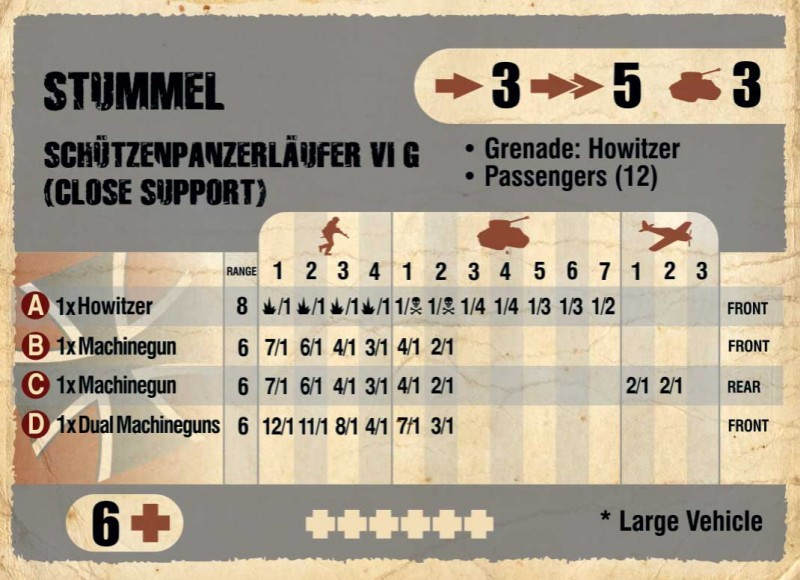 STUMMEL
3 5 3
SCHÜTZENPANZERLÄUFER VI G
(CLOSE SUPPORT)
• Grenade: Howitzer
• Passengers (12)
RANGE 1 2 3 4 1 2 3 4 5 6 7 1 2 3
A 1x Howitzer 8 /1 /1 /1 /1 1/ 1/ 1/4 1/4 1/3 1/3 1/2 FRONT
B 1x Machinegun 6 7/1 6/1 4/1 3/1 4/1 2/1 FRONT
C 1x Machinegun 6 7/1 6/1 4/1 3/1 4/1 2/1 2/1 2/1 REAR
D 1x Dual Machineguns 6 12/1 11/1 8/1 4/1 7/1 3/1 FRONT
6
* Large Vehicle